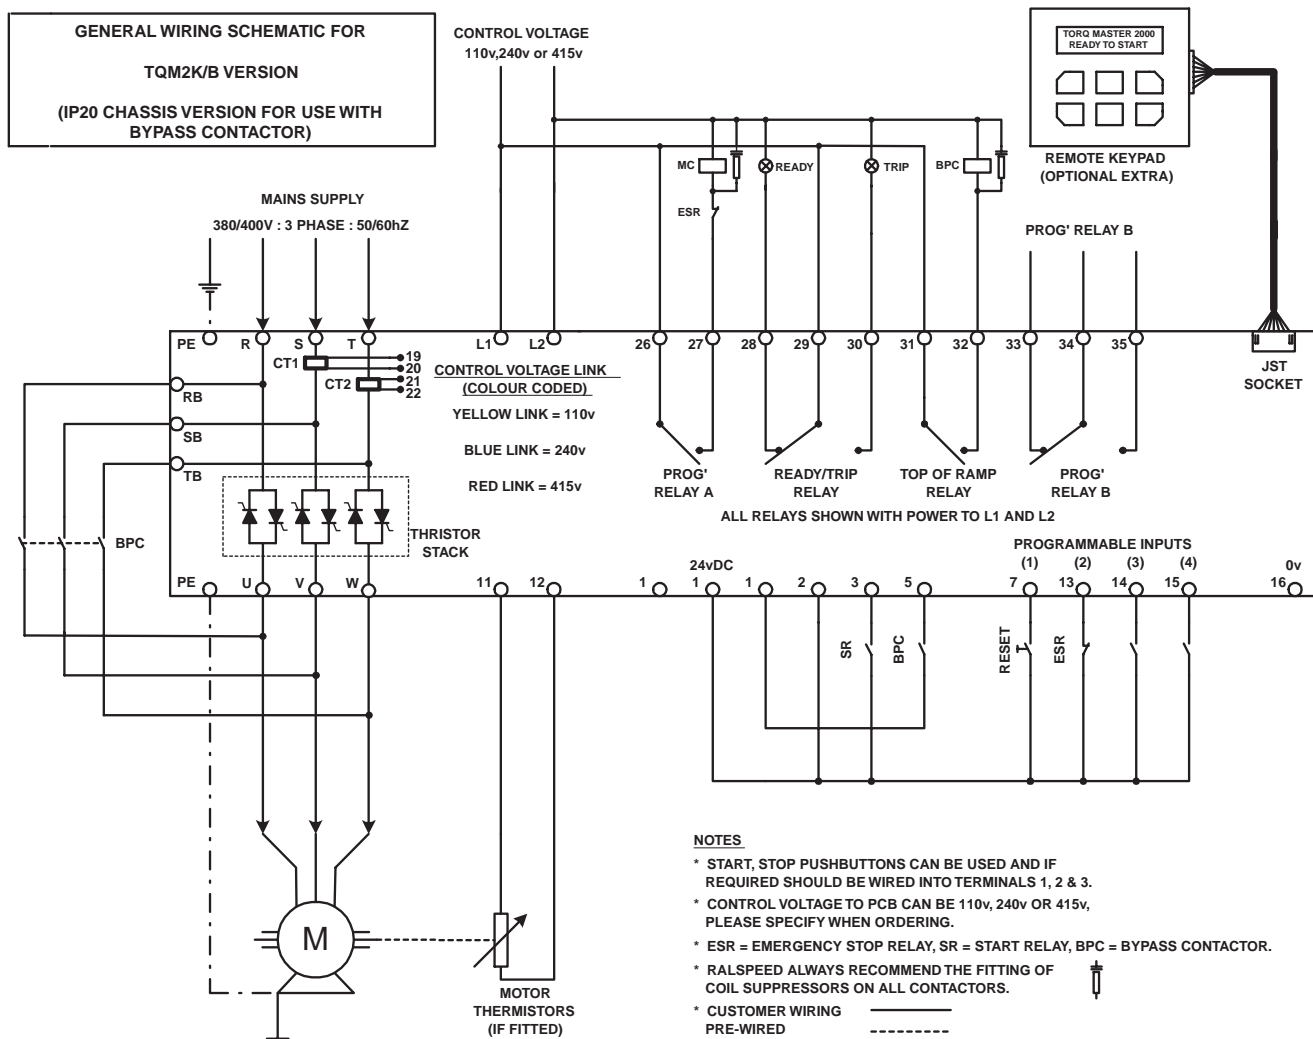 GENERAL WIRING SCHEMATIC FOR
TQM2K/B VERSION
(IP20 CHASSIS VERSION FOR USE WITH
BYPASS CONTACTOR)
CONTROL VOLTAGE
110v,240v or 415v
TORQ MASTER 2000
READY TO START
REMOTE KEYPAD
(OPTIONAL EXTRA)
MC
READY
TRIP
BPC
ESR
MAINS SUPPLY
380/400V : 3 PHASE : 50/60hZ
PROG' RELAY B
PE
R
S
T
L1
L2
26
27
28
29
30
31
32
33
34
35
JST
SOCKET
CT1
19
20
CT2
21
22
RB
SB
TB
CONTROL VOLTAGE LINK
(COLOUR CODED)
YELLOW LINK = 110v
BLUE LINK = 240v
RED LINK = 415v
PROG'
RELAY A
READY/TRIP
RELAY
TOP OF RAMP
RELAY
PROG'
RELAY B
ALL RELAYS SHOWN WITH POWER TO L1 AND L2
THRISTOR
STACK
BPC
PROGRAMMABLE INPUTS
(1)
(2)
(3)
(4)
24vDC
0v
PE
U
V
W
11
12
1
1
1
2
3
5
7
13
14
15
16
SR
BPC
RESET
ESR
M
MOTOR
THERMISTORS
(IF FITTED)
NOTES
* START, STOP PUSHBUTTONS CAN BE USED AND IF
REQUIRED SHOULD BE WIRED INTO TERMINALS 1, 2 & 3.
* CONTROL VOLTAGE TO PCB CAN BE 110v, 240v OR 415v,
PLEASE SPECIFY WHEN ORDERING.
* ESR = EMERGENCY STOP RELAY, SR = START RELAY, BPC = BYPASS CONTACTOR.
* RALSPEED ALWAYS RECOMMEND THE FITTING OF
COIL SUPPRESSORS ON ALL CONTACTORS.
* CUSTOMER WIRING
PRE-WIRED